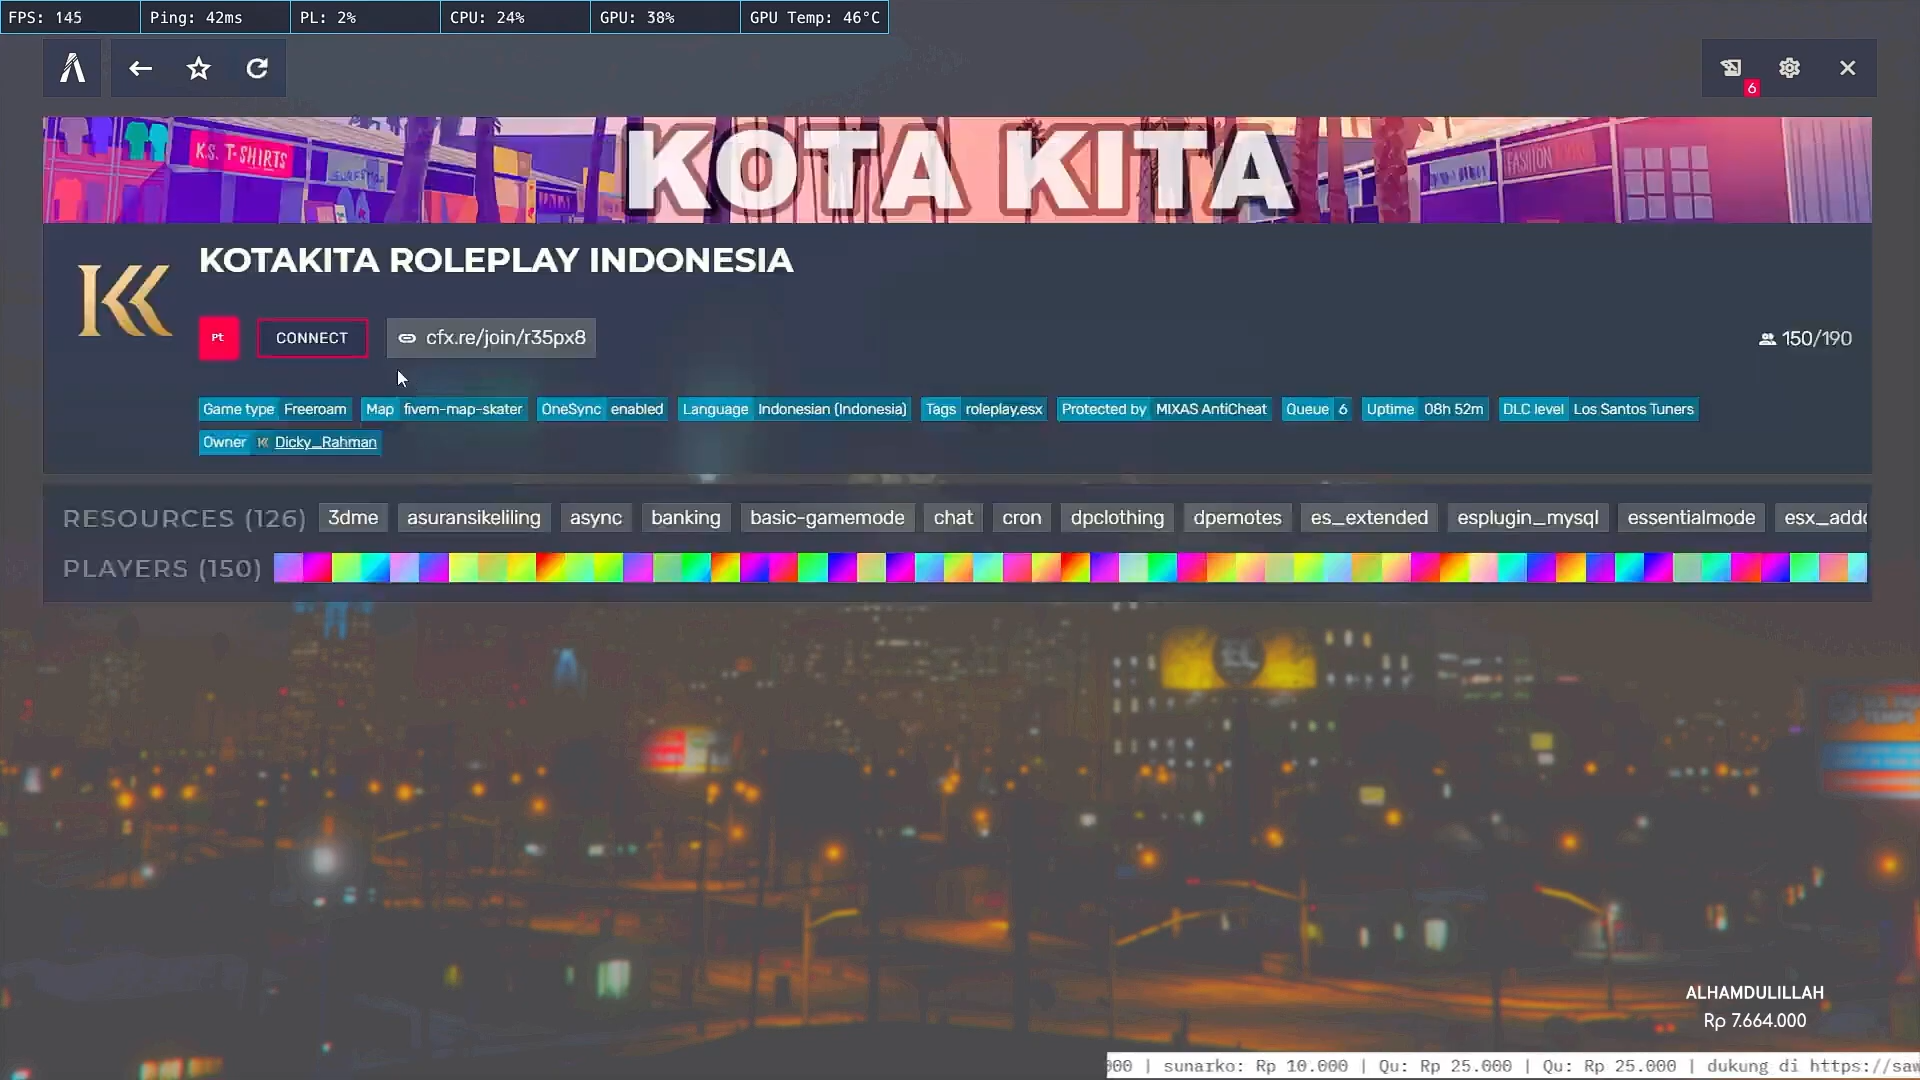 FPS: 145 Ping: 42ms PL: 2% CPU: 24% GPU: 38% GPU Temp: 46°C
6
K.S. T-SHIRTS
KOTA KITA
FASHION
KOTAKITA ROLEPLAY INDONESIA
Pt CONNECT cfx.re/join/r35px8 150/190
Game type Freeroam Map fivem-map-skater OneSync enabled Language Indonesian (Indonesia) Tags roleplay,esx Protected by MIXAS AntiCheat Queue 6 Uptime 08h 52m DLC level Los Santos Tuners
Owner Dicky_Rahman
RESOURCES (126) 3dme asuransikeliling async banking basic-gamemode chat cron dpclothing dpemotes es_extended esplugin_mysql essentialmode esx_addo
PLAYERS (150)
ALHAMDULILLAH
Rp 7.664.000
000 | sunarko: Rp 10.000 | Qu: Rp 25.000 | Qu: Rp 25.000 | dukung di https://saw